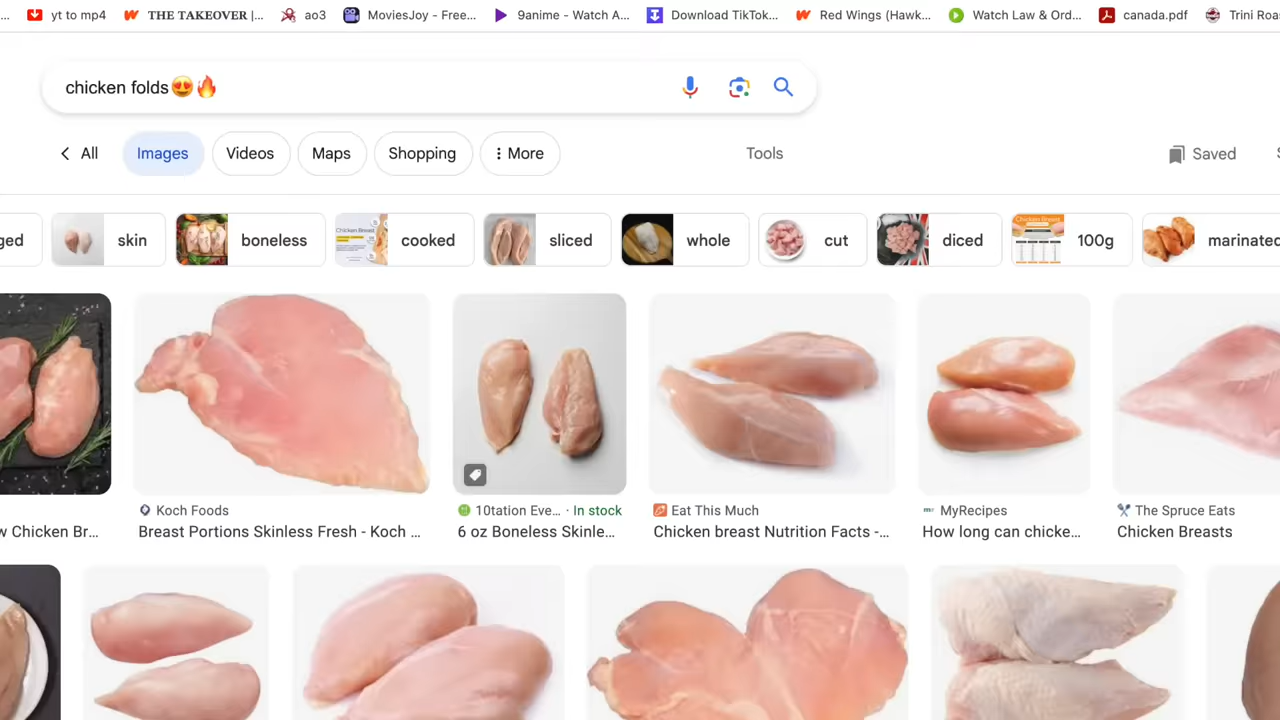 yt to mp4 THE TAKEOVER |... ao3 MoviesJoy - Free... 9anime - Watch A... Download TikTok... Red Wings (Hawk... Watch Law & Ord... canada.pdf Trini Roa
chicken folds😍🔥
All Images Videos Maps Shopping More Tools Saved
ged skin boneless cooked sliced whole cut diced 100g marinated
Koch Foods 10tation Eve... · In stock Eat This Much MyRecipes The Spruce Eats
w Chicken Br... Breast Portions Skinless Fresh - Koch ... 6 oz Boneless Skinle... Chicken breast Nutrition Facts -... How long can chicke... Chicken Breasts